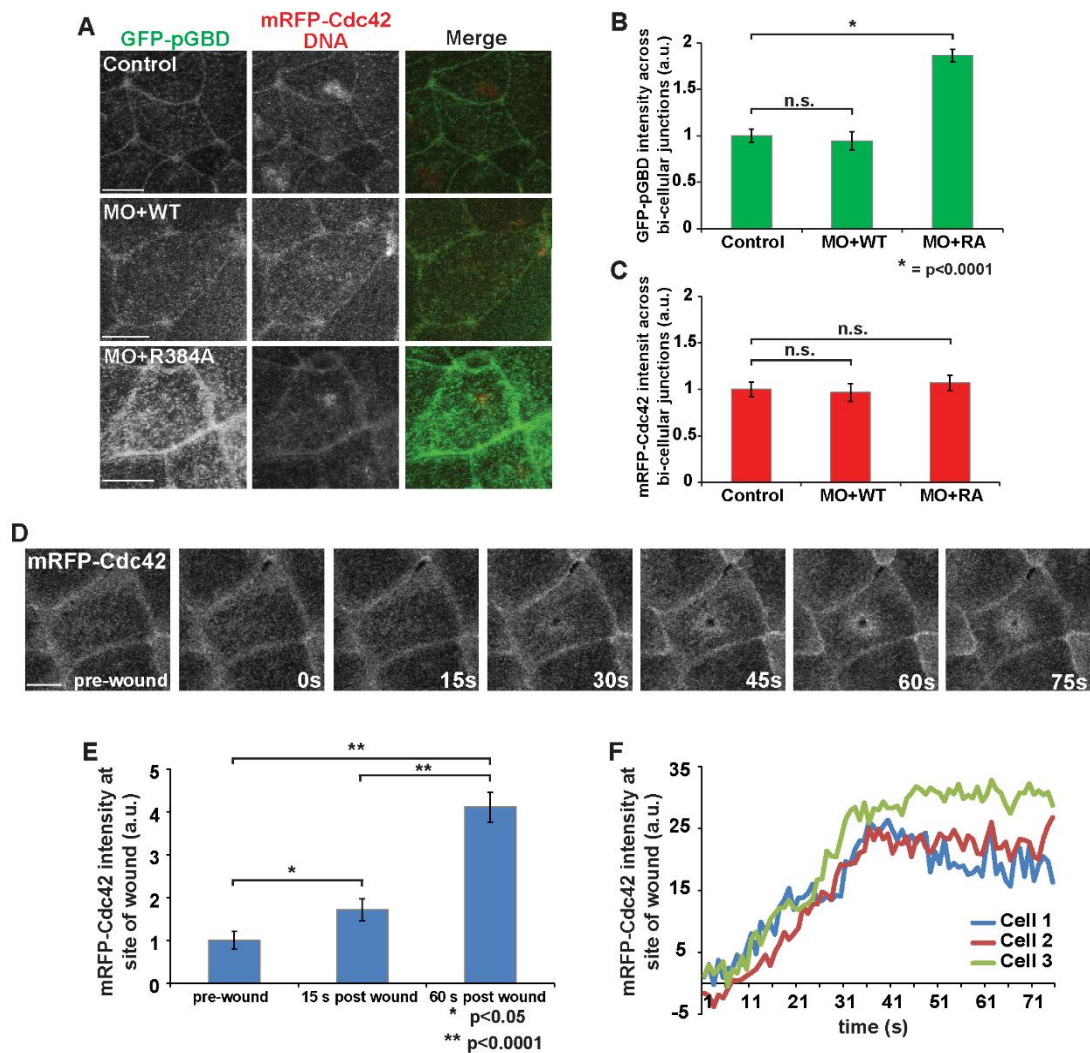 A
GFP-pGBD
mRFP-Cdc42
DNA
Merge
Control
MO+WT
MO+R384A
B
GFP-pGBD intensity across
bi-cellular junctions (a.u.)
2
1.5
1
0.5
0
n.s.
*
Control MO+WT MO+RA
* = p<0.0001
C
mRFP-Cdc42 intensit across
bi-cellular junctions (a.u.)
2
1.5
1
0.5
0
n.s.
n.s.
Control MO+WT MO+RA
D
mRFP-Cdc42
pre-wound
0s
15s
30s
45s
60s
75s
E
mRFP-Cdc42 intensity at
site of wound (a.u.)
5
4
3
2
1
0
**
**
*
pre-wound 15 s post wound 60 s post wound
* p<0.05
** p<0.0001
F
mRFP-Cdc42 intensity at
site of wound (a.u.)
35
25
15
5
-5
1 11 21 31 41 51 61 71
time (s)
Cell 1
Cell 2
Cell 3